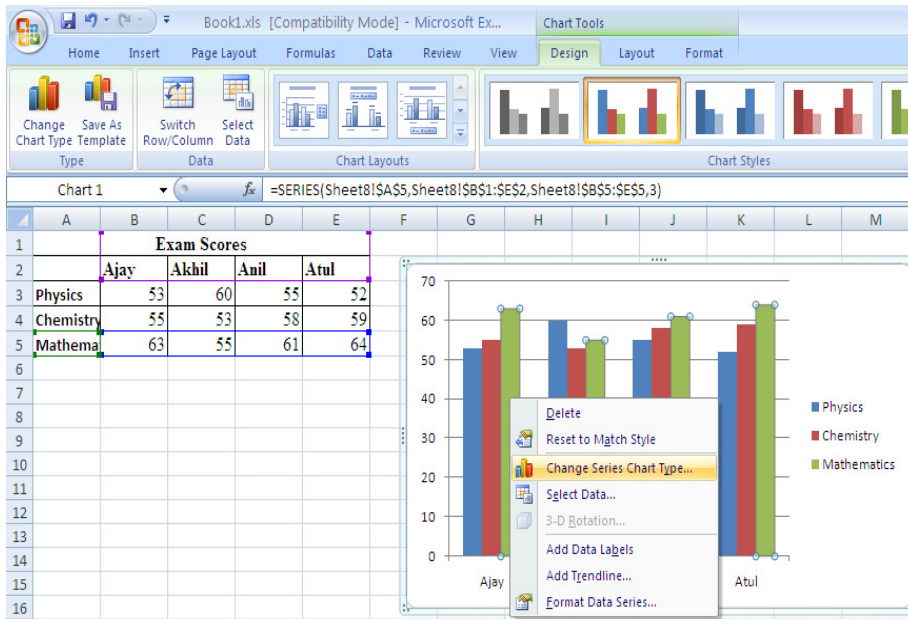 Book1.xls [Compatibility Mode] - Microsoft Ex...
Chart Tools
Home Insert Page Layout Formulas Data Review View Design Layout Format
Change Chart Type
Save As Template
Switch Row/Column
Select Data
Type Data Chart Layouts Chart Styles
Chart 1 fx =SERIES(Sheet8!$A$5,Sheet8!$B$1:$E$2,Sheet8!$B$5:$E$5,3)
A B C D E F G H I J K L M
1 Exam Scores
2 Ajay Akhil Anil Atul
3 Physics 53 60 55 52
4 Chemistry 55 53 58 59
5 Mathema 63 55 61 64
6
7
8
9
10
11
12
13
14
15
16
70
60
50
40
30
20
10
0
Ajay Atul
Physics
Chemistry
Mathematics
Delete
Reset to Match Style
Change Series Chart Type...
Select Data...
3-D Rotation...
Add Data Labels
Add Trendline...
Format Data Series...